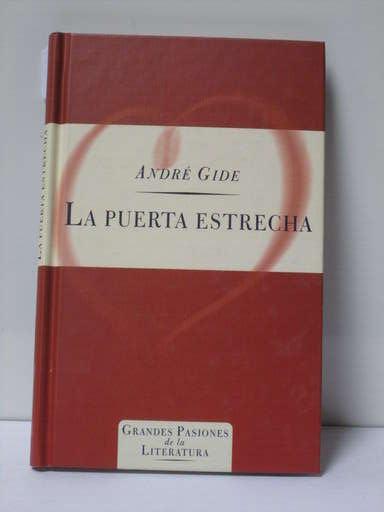 ANDRÉ GIDE
LA PUERTA ESTRECHA
GRANDES PASIONES
de la
LITERATURA
LA PUERTA ESTRECHA